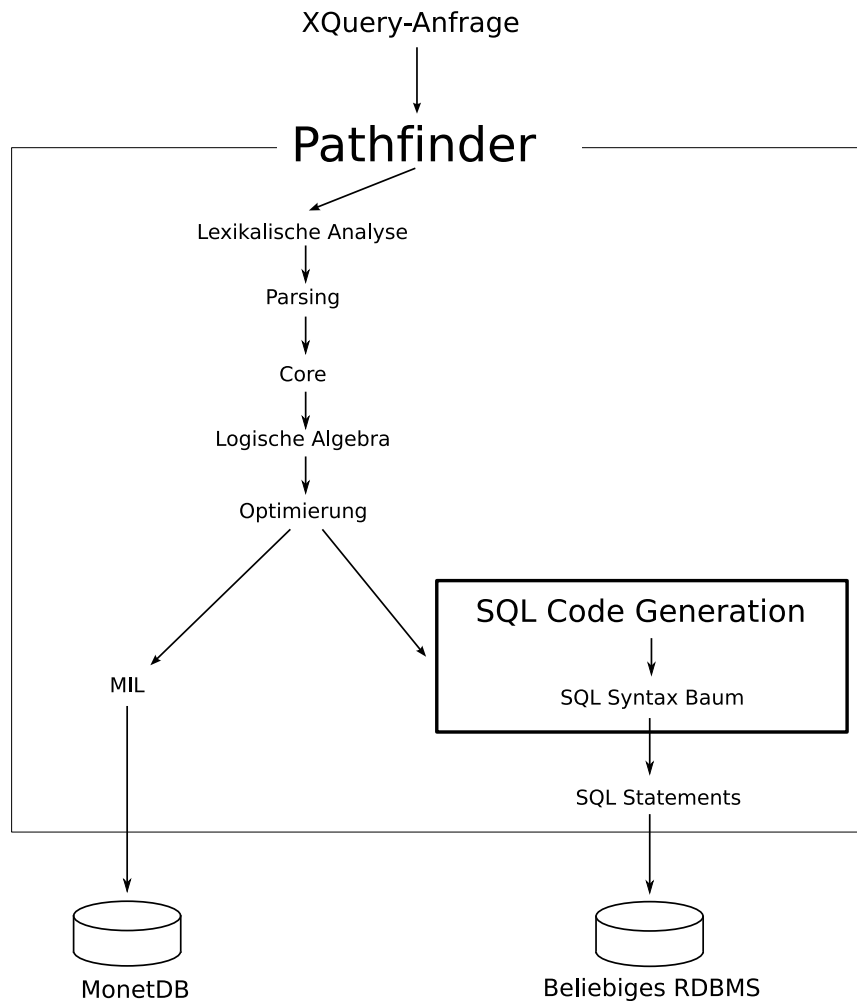 XQuery-Anfrage
Pathfinder
Lexikalische Analyse
Parsing
Core
Logische Algebra
Optimierung
SQL Code Generation
MIL
SQL Syntax Baum
SQL Statements
MonetDB
Beliebiges RDBMS